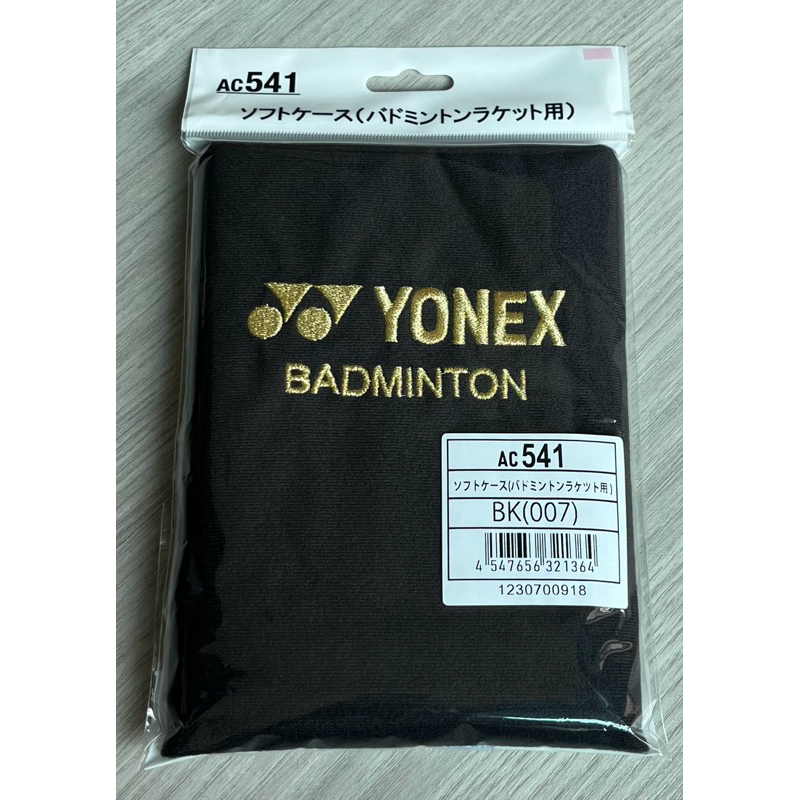 AC541
ソフトケース(バドミントンラケット用)
YONEX
BADMINTON
AC541
ソフトケース(バドミントンラケット用)
BK(007)
4 547656 321364
1230700918